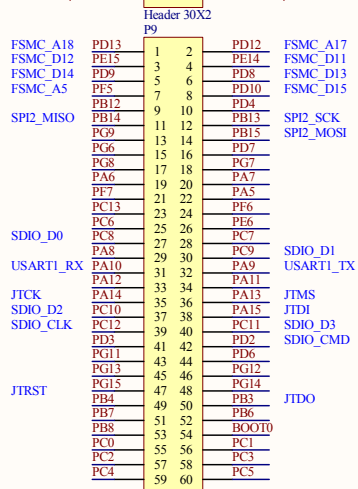 Header 30X2
P9
FSMC_A18 PD13 1 2 PD12 FSMC_A17
FSMC_D12 PE15 3 4 PE14 FSMC_D11
FSMC_D14 PD9 5 6 PD8 FSMC_D13
FSMC_A5 PF5 7 8 PD10 FSMC_D15
PB12 9 10 PD4
SPI2_MISO PB14 11 12 PB13 SPI2_SCK
PG9 13 14 PB15 SPI2_MOSI
PG6 15 16 PD7
PG8 17 18 PG7
PA6 19 20 PA7
PF7 21 22 PA5
PC13 23 24 PF6
PC6 25 26 PE6
SDIO_D0 PC8 27 28 PC7
PA8 29 30 PC9 SDIO_D1
USART1_RX PA10 31 32 PA9 USART1_TX
PA12 33 34 PA11
JTCK PA14 35 36 PA13 JTMS
SDIO_D2 PC10 37 38 PA15 JTDI
SDIO_CLK PC12 39 40 PC11 SDIO_D3
PD3 41 42 PD2 SDIO_CMD
PG11 43 44 PD6
PG13 45 46 PG12
PG15 47 48 PG14
JTRST PB4 49 50 PB3 JTDO
PB7 51 52 PB6
PB8 53 54 BOOT0
PC0 55 56 PC1
PC2 57 58 PC3
PC4 59 60 PC5